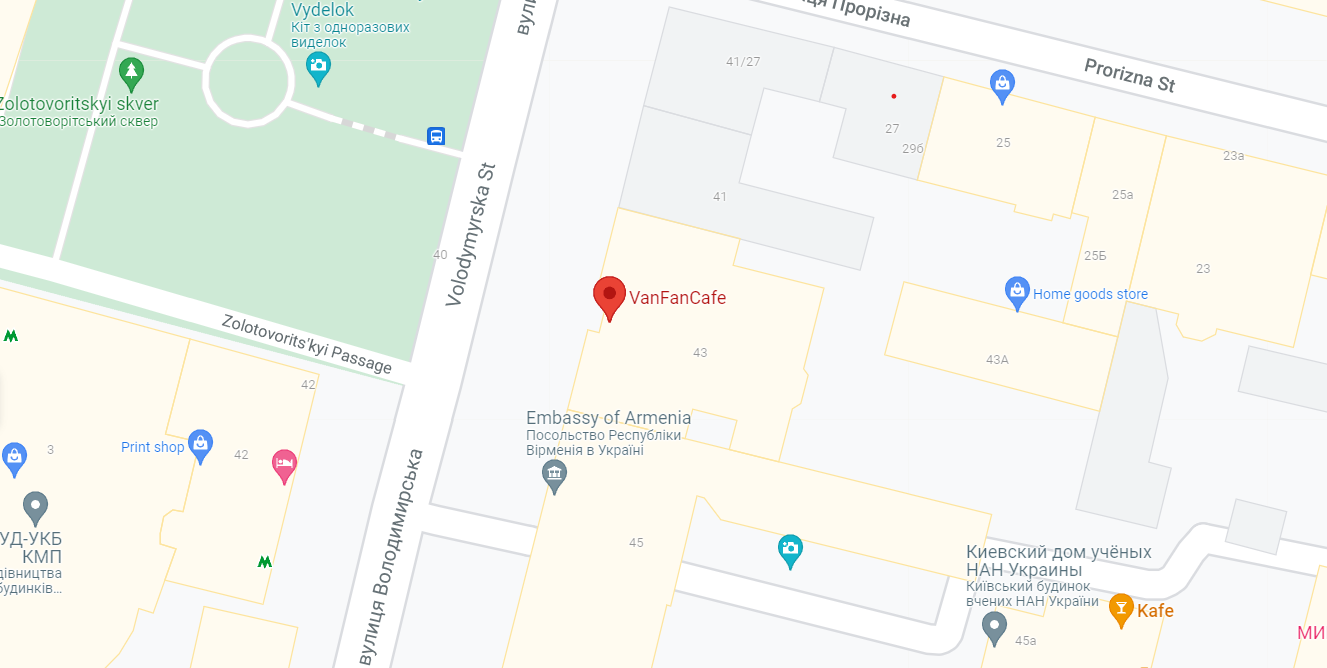 Vydelok
Кіт з одноразових
виделок
Прорізна
Prorizna St
41/27
27
29б
25
23а
Zolotovoritskyi skver
Золотоворітський сквер
Volodymyrska St
41
25а
40
25Б
23
VanFanCafe
Home goods store
Zolotovorits'kyi Passage
43
43А
42
Embassy of Armenia
Посольство Республіки
Вірменія в Україні
Print shop
42
3
вулиця Володимирська
УД-УКБ
КМП
45
Киевский дом учёных
НАН Украины
Київський будинок
вчених НАН України
Kafe
45а